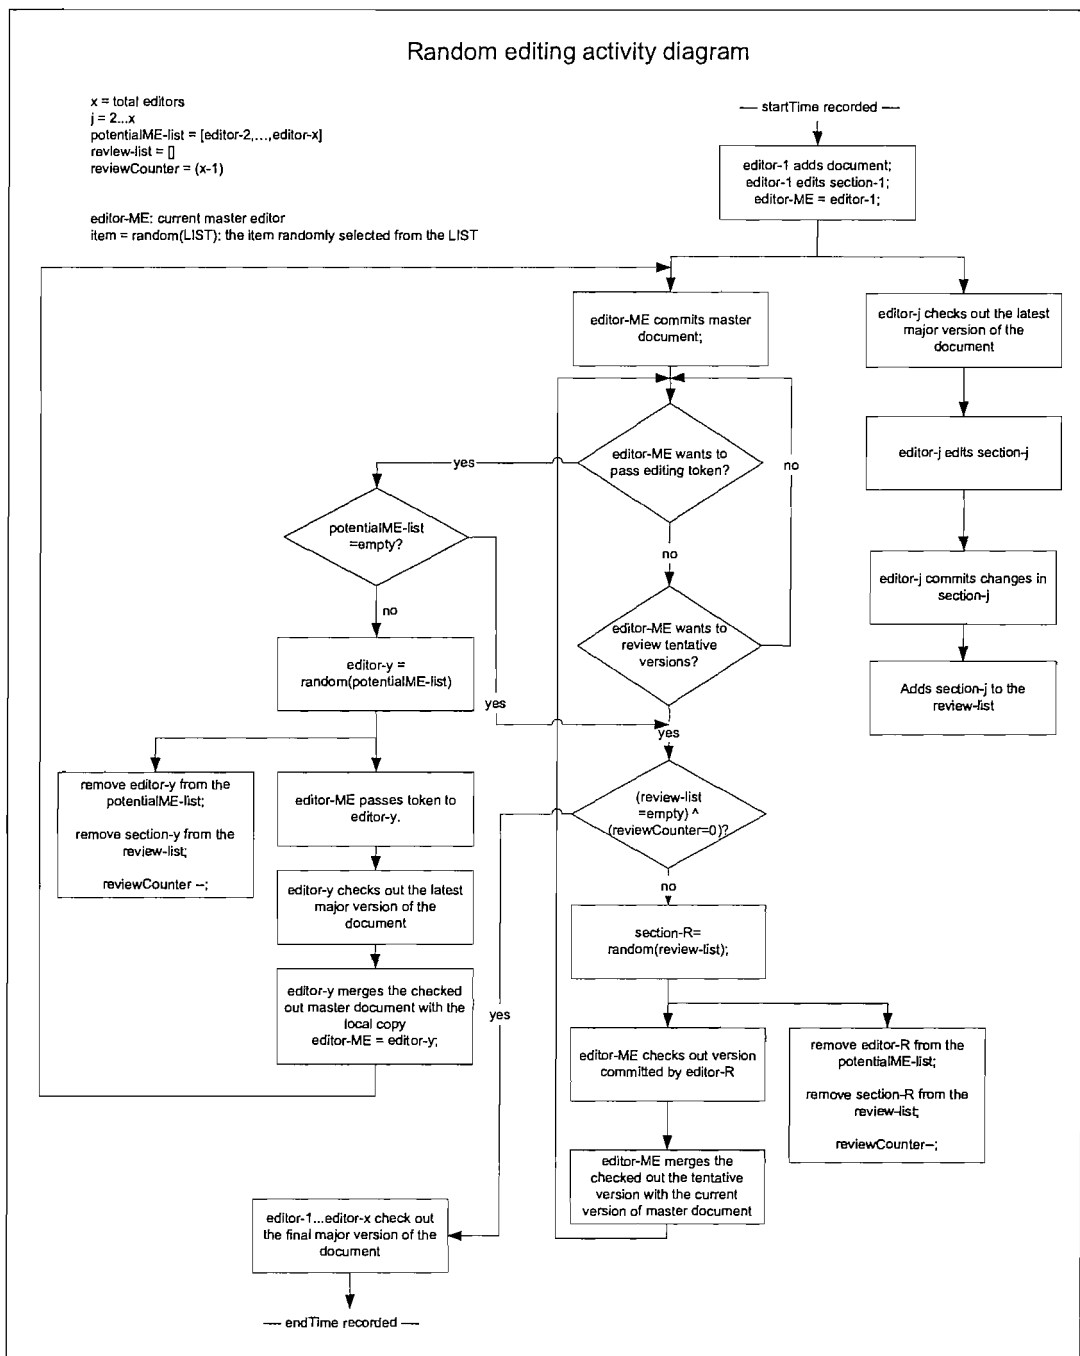 Random editing activity diagram
x = total editors
j = 2...x
potentialME-list = [editor-2,...,editor-x]
review-list = []
reviewCounter = (x-1)
editor-ME: current master editor
item = random(LIST): the item randomly selected from the LIST
— startTime recorded —
editor-1 adds document;
editor-1 edits section-1;
editor-ME = editor-1;
editor-ME commits master
document;
editor-j checks out the latest
major version of the
document
editor-j edits section-j
editor-j commits changes in
section-j
Adds section-j to the
review-list
editor-ME wants to
pass editing token?
yes
no
no
potentialME-list
=empty?
no
yes
editor-ME wants to
review tentative
versions?
yes
editor-y =
random(potentialME-list)
remove editor-y from the
potentialME-list;
remove section-y from the
review-list;
reviewCounter --;
editor-ME passes token to
editor-y.
editor-y checks out the latest
major version of the
document
editor-y merges the checked
out master document with the
local copy
editor-ME = editor-y;
(review-list
=empty) ^
(reviewCounter=0)?
no
yes
section-R=
random(review-list);
editor-ME checks out version
committed by editor-R
remove editor-R from the
potentialME-list;
remove section-R from the
review-list;
reviewCounter--;
editor-ME merges the
checked out the tentative
version with the current
version of master document
editor-1...editor-x check out
the final major version of the
document
— endTime recorded —